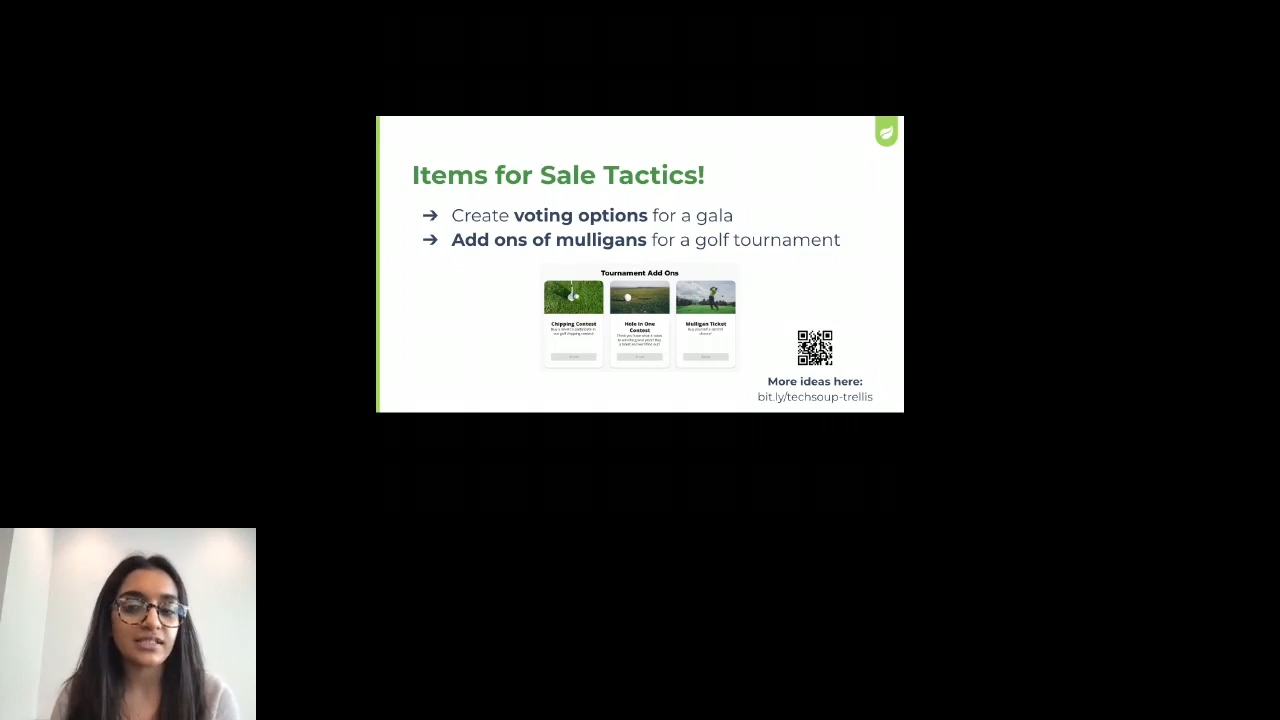 Items for Sale Tactics!
➔ Create voting options for a gala
➔ Add ons of mulligans for a golf tournament
Tournament Add Ons
Chipping Contest
Hole in One
Contest
Mulligan Ticket
More ideas here:
bit.ly/techsoup-trellis